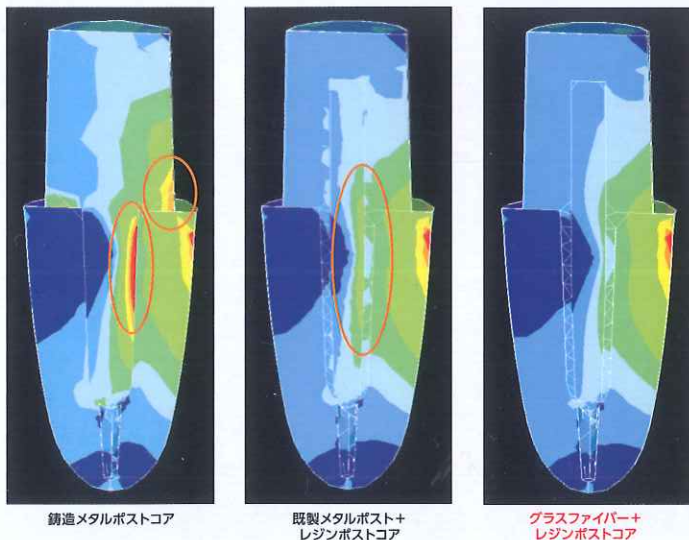 鋳造メタルポストコア
既製メタルポスト+
レジンポストコア
グラスファイバー+
レジンポストコア